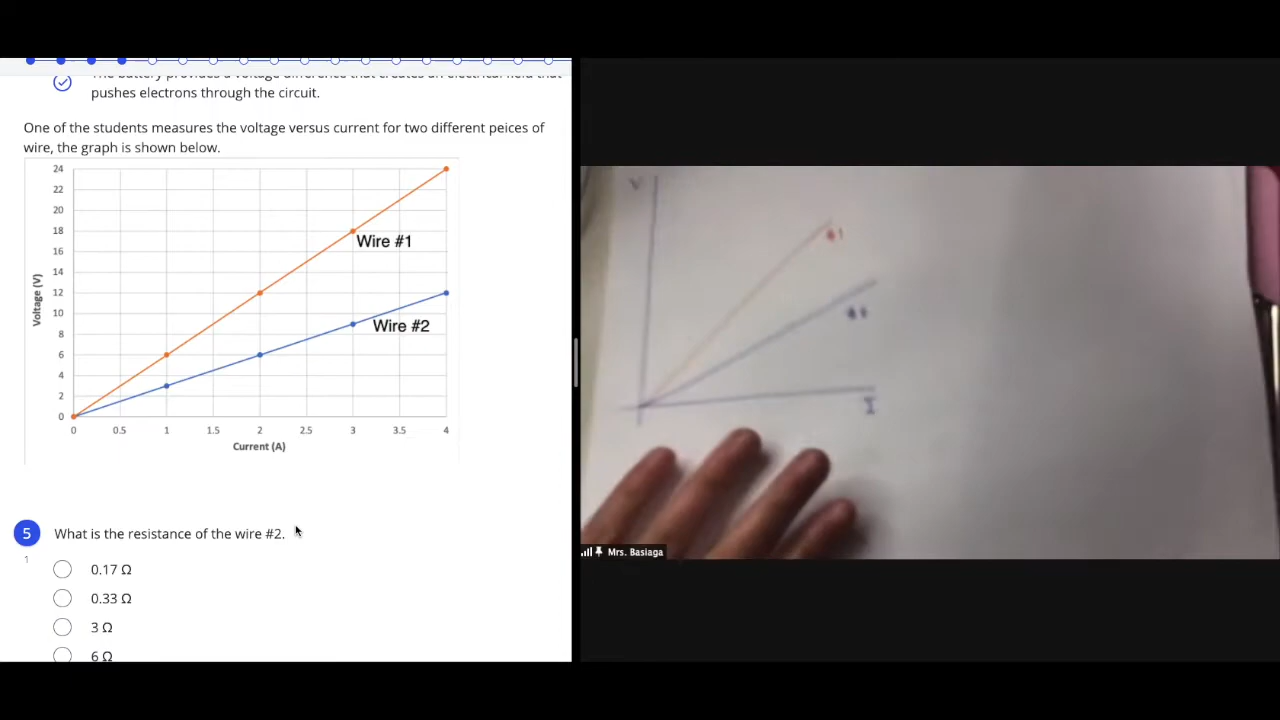 pushes electrons through the circuit.
One of the students measures the voltage versus current for two different peices of
wire, the graph is shown below.
24
22
20
18
16
14
12
10
8
6
4
2
0
Voltage (V)
Wire #1
Wire #2
0 0.5 1 1.5 2 2.5 3 3.5 4
Current (A)
5 What is the resistance of the wire #2.
1
0.17 Ω
0.33 Ω
3 Ω
6 Ω
V
I
Mrs. Basiaga